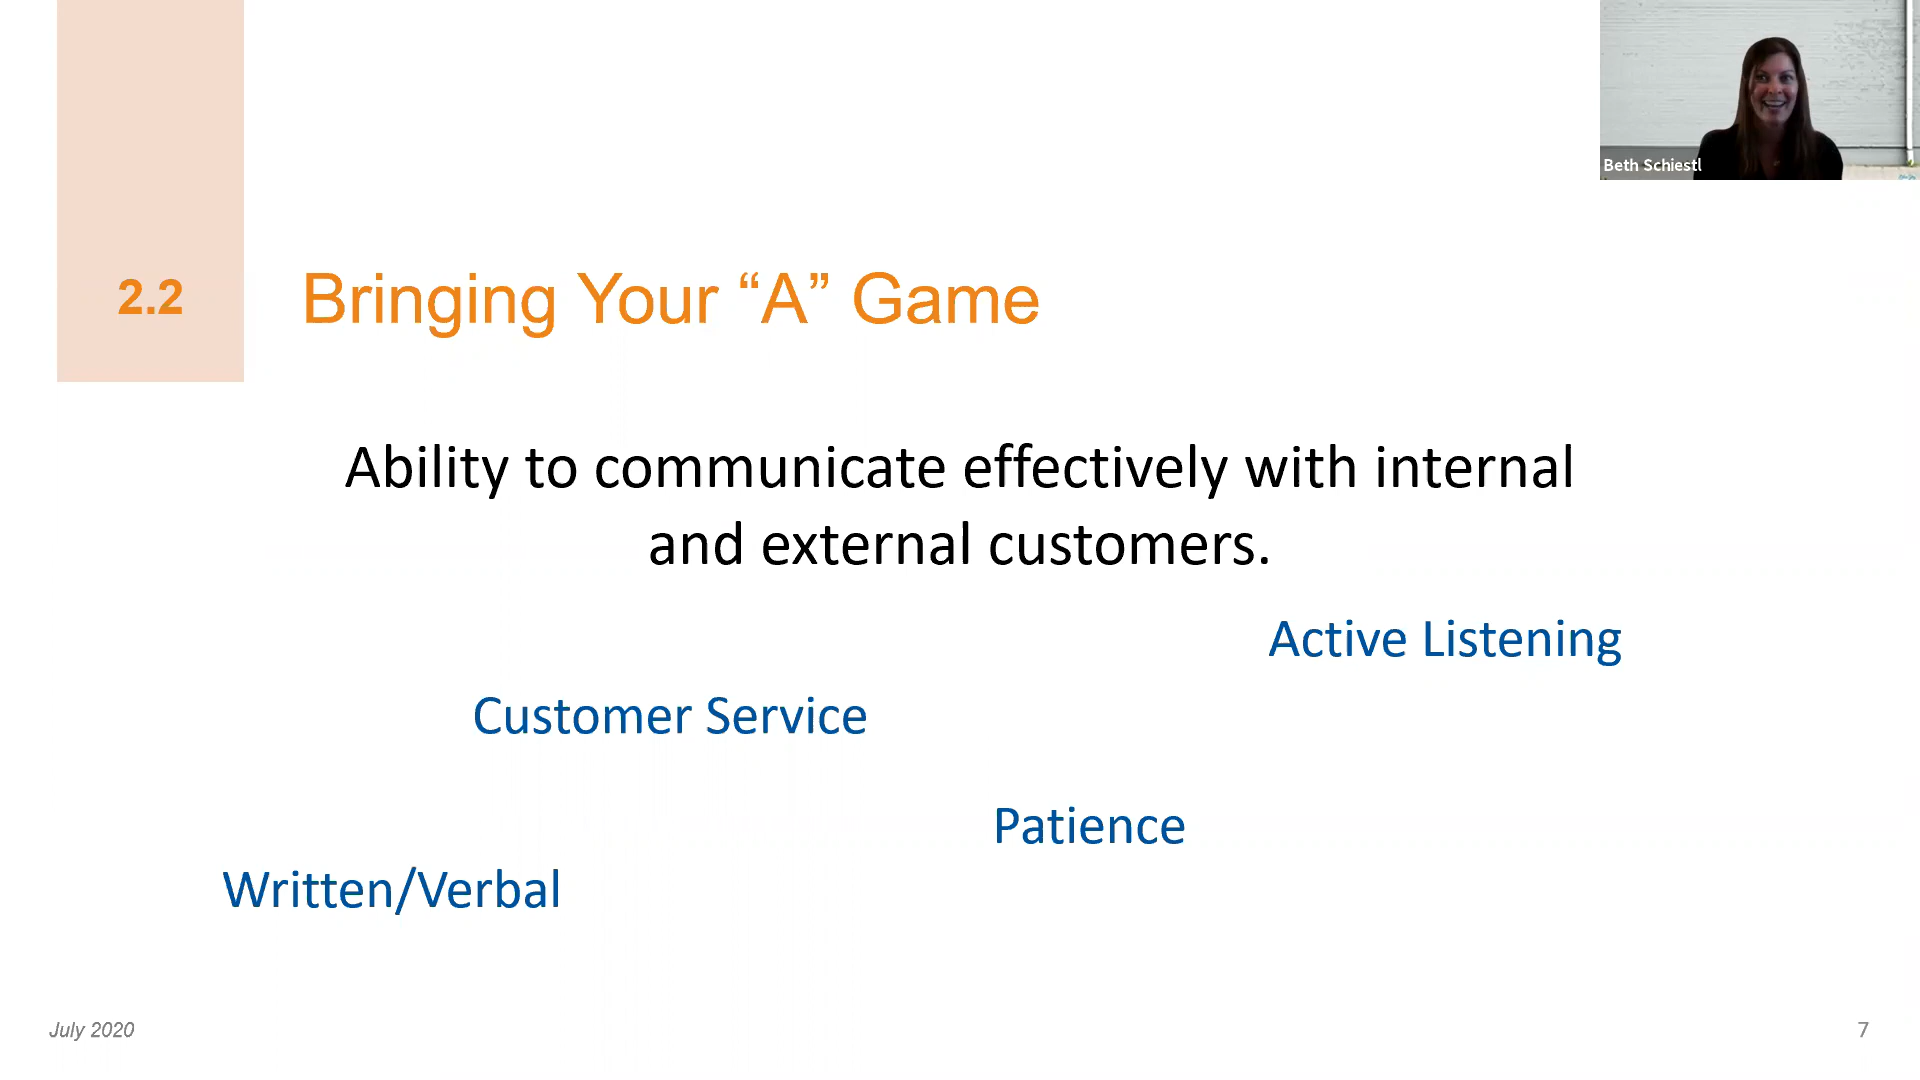 Beth Schiestl
2.2
Bringing Your “A” Game
Ability to communicate effectively with internal
and external customers.
Active Listening
Customer Service
Patience
Written/Verbal
July 2020
7